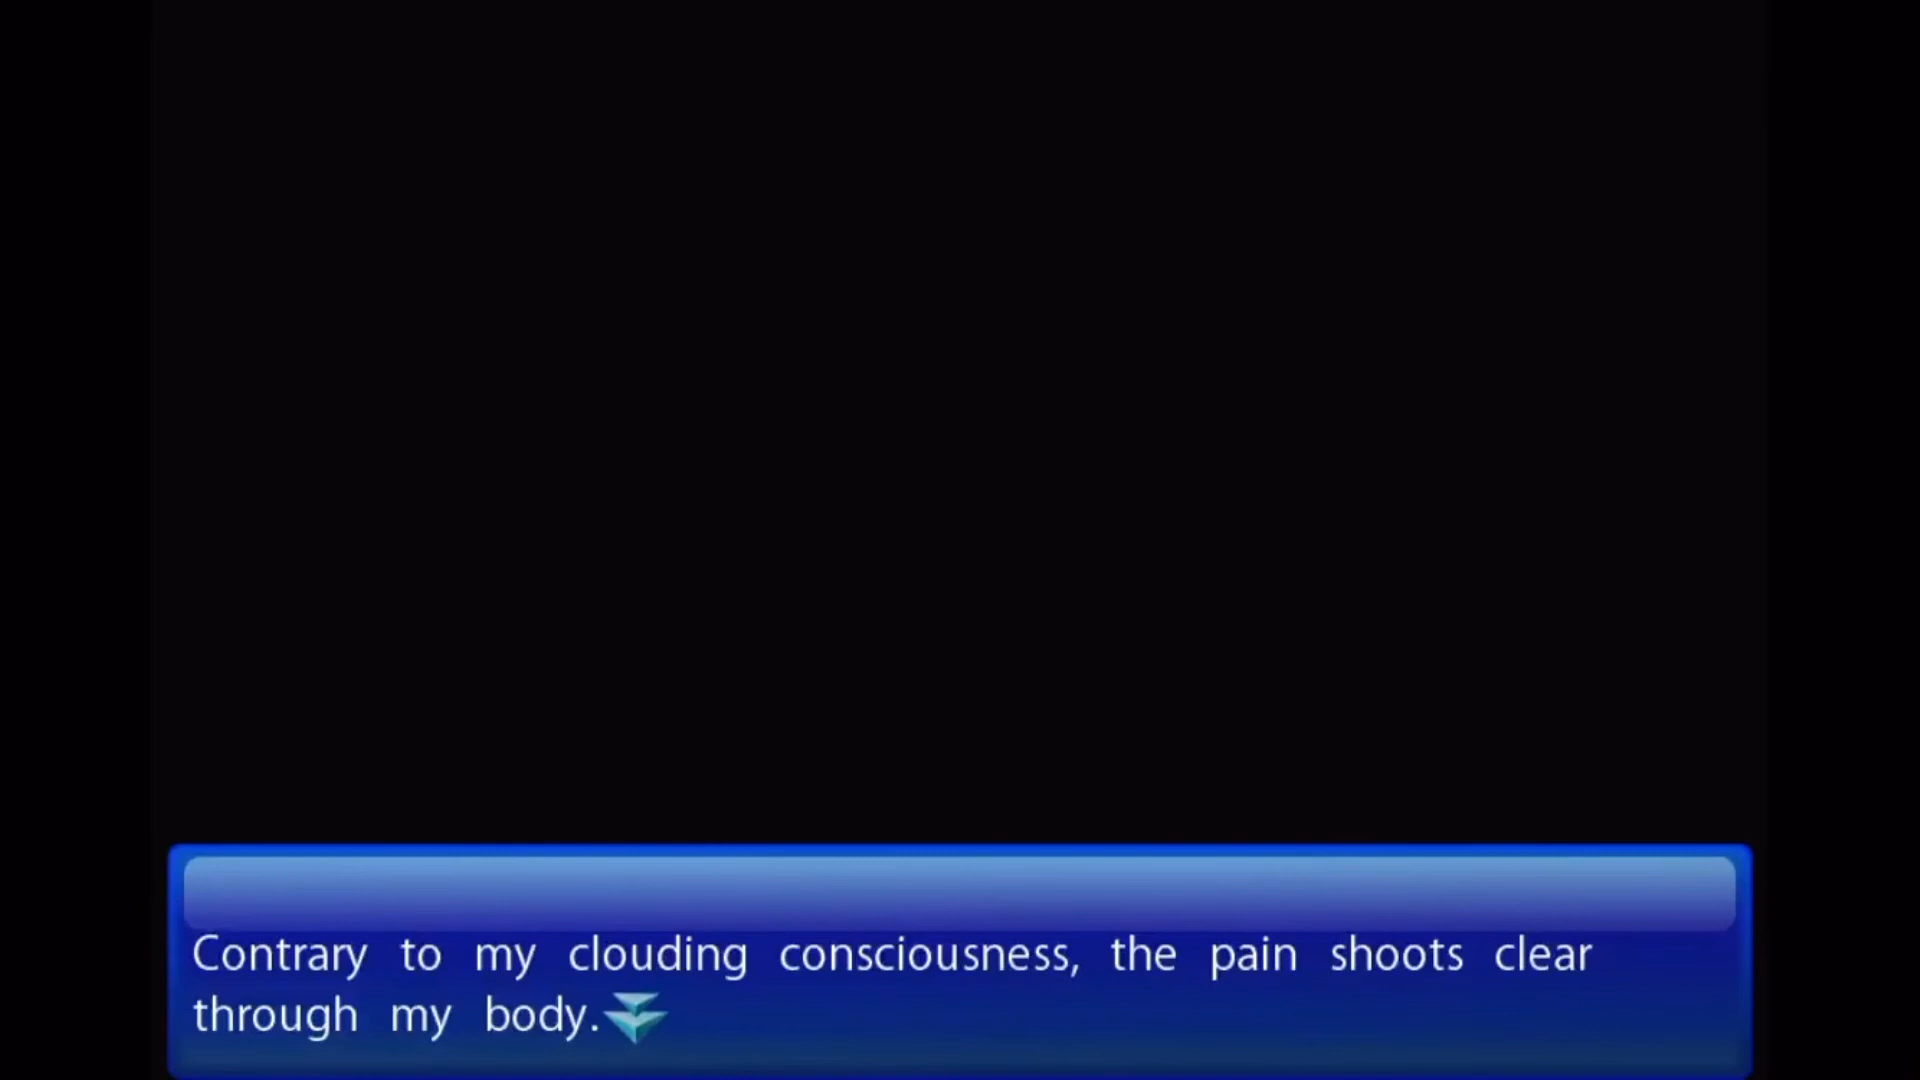 Contrary to my clouding consciousness, the pain shoots clear
through my body.